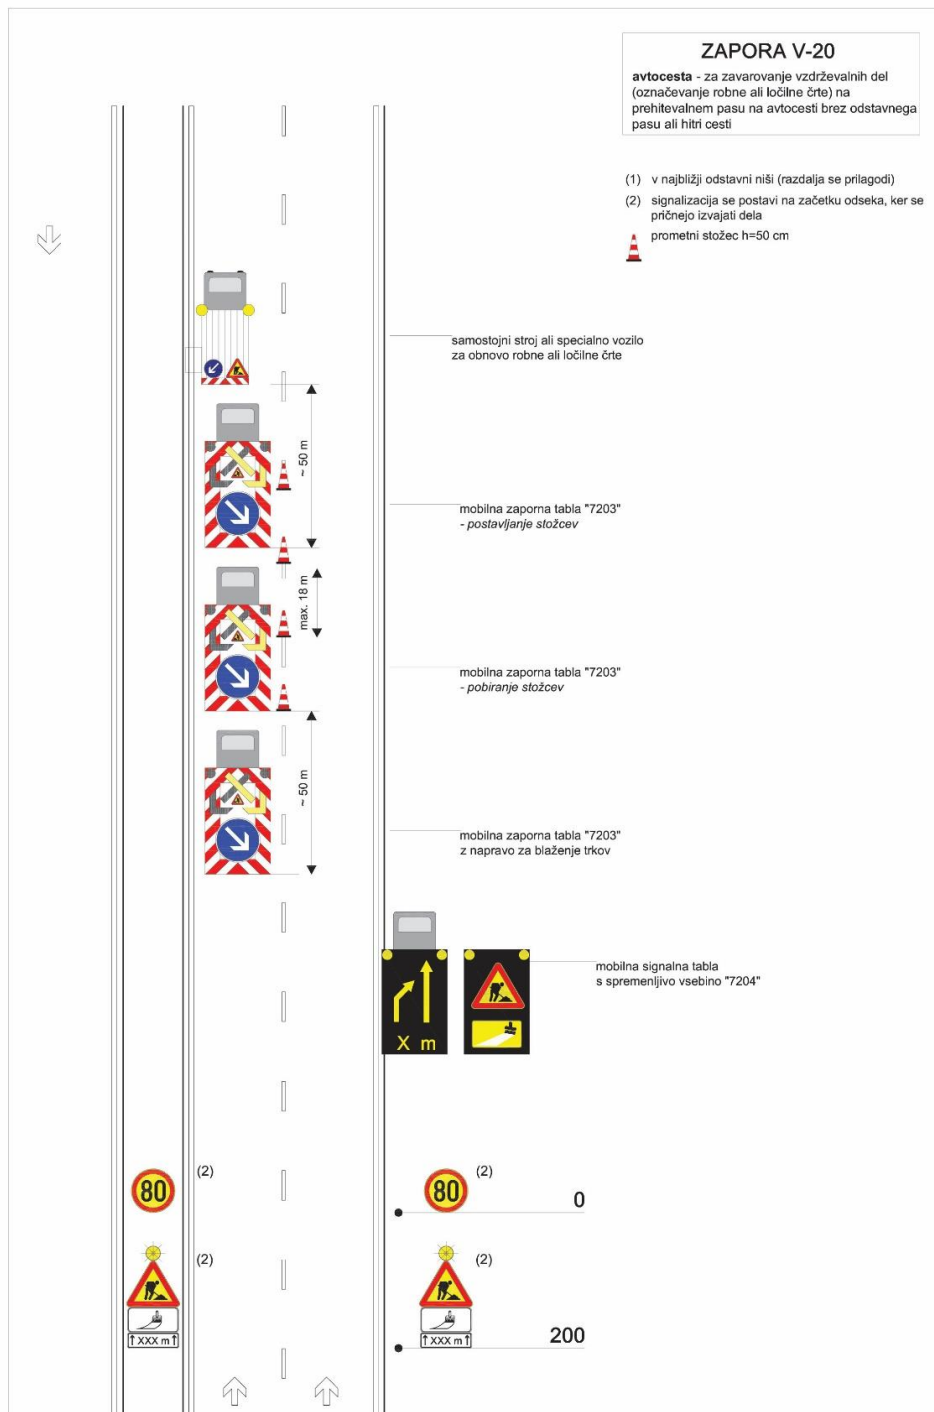 ZAPORA V-20
avtocesta - za zavarovanje vzdrževalnih del
(označevanje robne ali ločilne črte) na
prehitevalnem pasu na avtocesti brez odstavnega
pasu ali hitri cesti
(1) v najbližji odstavni niši (razdalja se prilagodi)
(2) signalizacija se postavi na začetku odseka, ker se
pričnejo izvajati dela
prometni stožec h=50 cm
samostojni stroj ali specialno vozilo
za obnovo robne ali ločilne črte
~ 50 m
mobilna zaporna tabla "7203"
- postavljanje stožcev
max. 18 m
mobilna zaporna tabla "7203"
- pobiranje stožcev
~ 50 m
mobilna zaporna tabla "7203"
z napravo za blaženje trkov
mobilna signalna tabla
s spremenljivo vsebino "7204"
X m
80 (2)
80 (2)
0
(2)
(2)
XXX m
XXX m
200